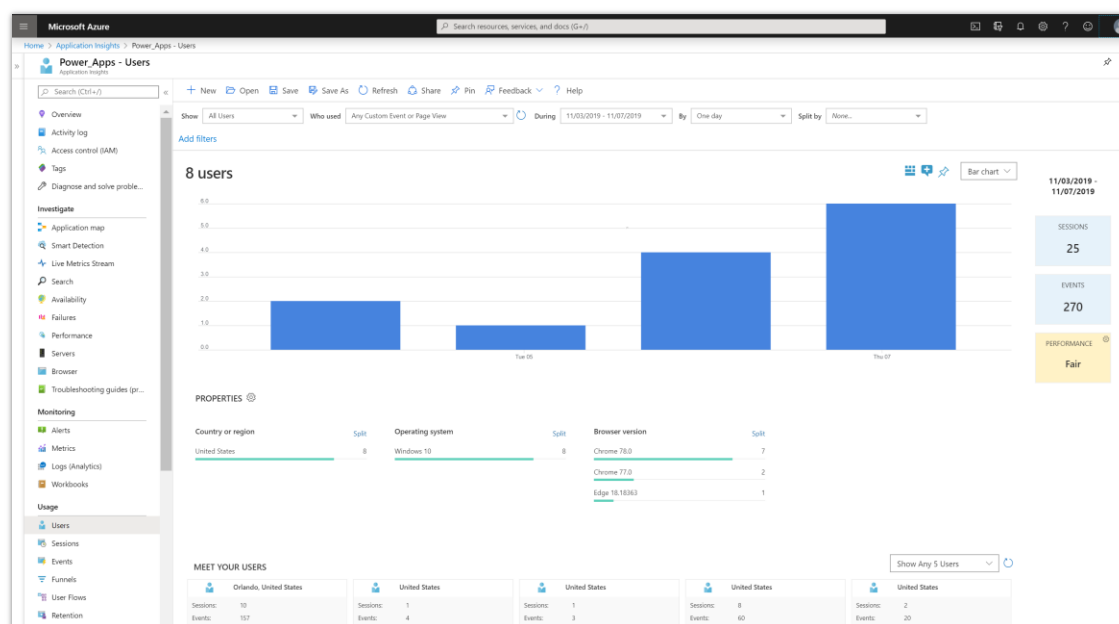 Microsoft Azure
Search resources, services, and docs (G+/)
Home > Application Insights > Power_Apps - Users
Power_Apps - Users
Application Insights
Search (Ctrl+/)
Overview
Activity log
Access control (IAM)
Tags
Diagnose and solve proble...
Investigate
Application map
Smart Detection
Live Metrics Stream
Search
Availability
Failures
Performance
Servers
Browser
Troubleshooting guides (pr...
Monitoring
Alerts
Metrics
Logs (Analytics)
Workbooks
Usage
Users
Sessions
Events
Funnels
User Flows
Retention
New Open Save Save As Refresh Share Pin Feedback Help
Show All Users Who used Any Custom Event or Page View During 11/03/2019 - 11/07/2019 By One day Split by None...
Add filters
8 users
Bar chart
6.0
5.0
4.0
3.0
2.0
1.0
0.0
Tue 05 Thu 07
11/03/2019 -
11/07/2019
SESSIONS
25
EVENTS
270
PERFORMANCE
Fair
PROPERTIES
Country or region Split
United States 8
Operating system Split
Windows 10 8
Browser version Split
Chrome 78.0 7
Chrome 77.0 2
Edge 18.18363 1
MEET YOUR USERS
Show Any 5 Users
Orlando, United States
Sessions: 10
Events: 157
United States
Sessions: 1
Events: 4
United States
Sessions: 1
Events: 3
United States
Sessions: 8
Events: 60
United States
Sessions: 2
Events: 20